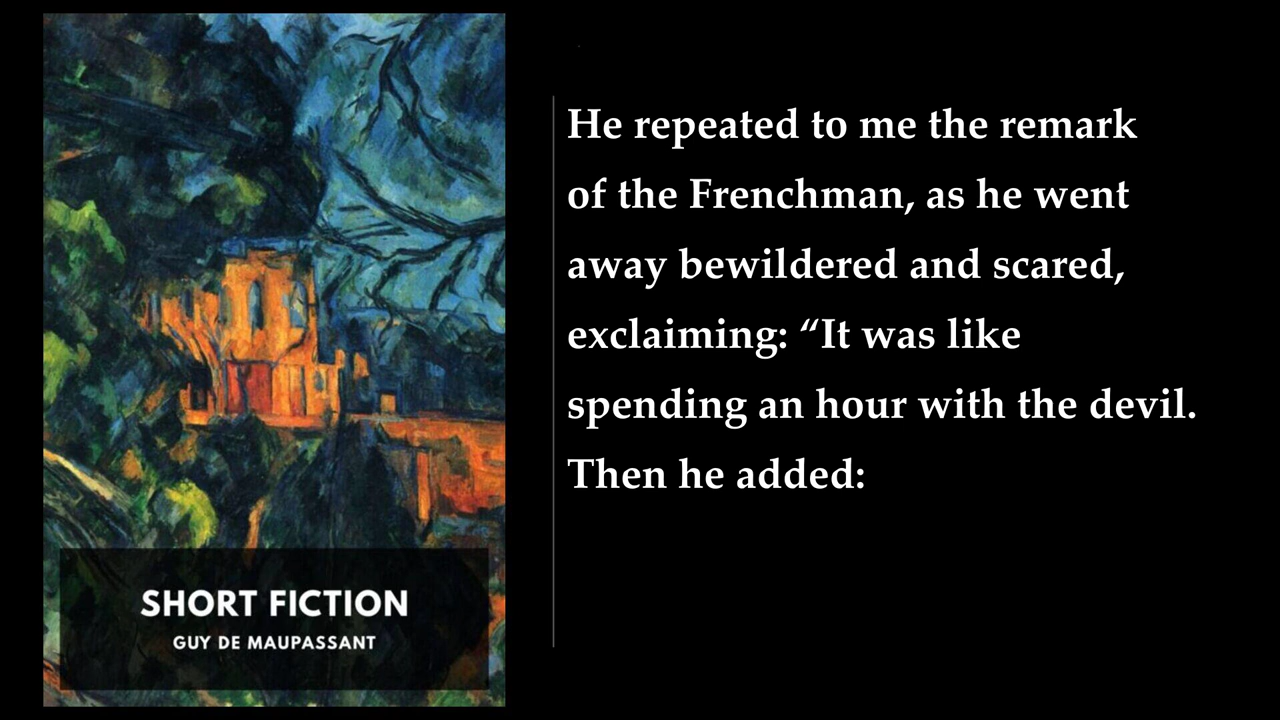 He repeated to me the remark
of the Frenchman, as he went
away bewildered and scared,
exclaiming: “It was like
spending an hour with the devil.
Then he added:
SHORT FICTION
GUY DE MAUPASSANT